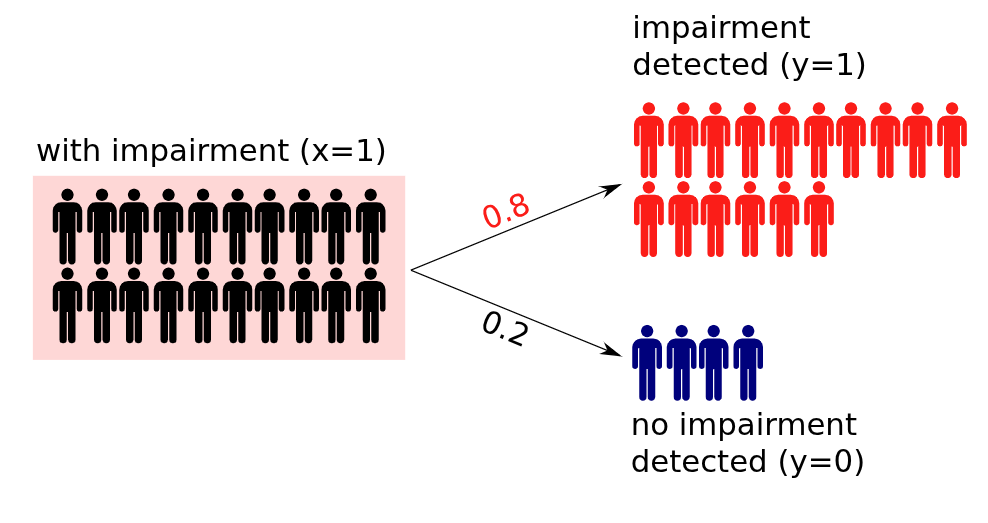 with impairment (x=1)
0.8
0.2
impairment
detected (y=1)
no impairment
detected (y=0)